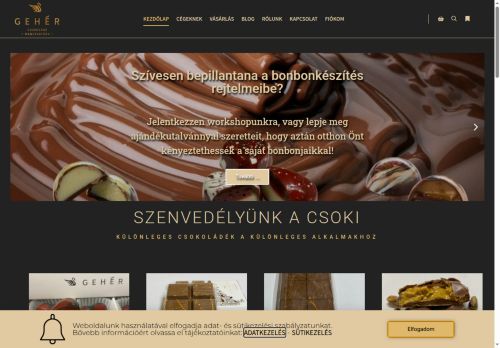 GEHÉR
KEZDŐLAP CÉGEKNEK VÁSÁRLÁS BLOG RÓLUNK KAPCSOLAT FIÓKOM
Szívesen bepillantana a bonbonkészítés
rejtelmeibe?
Jelentkezzen workshopunkra, vagy lepje meg
ajándékutalvánnyal szeretteit, hogy aztán otthon Önt
kényeztethessék a saját bonbonjaikkal!
Tovább ...
SZENVEDÉLYÜNK A CSOKI
KÜLÖNLEGES CSOKOLÁDÉK A KÜLÖNLEGES ALKALMAKHOZ
GEHÉR
Weboldalunk használatával elfogadja adat- és sütikezelési szabályzatunkat.
Bővebb információért olvassa el tájékoztatóinkat: ADATKEZELÉS - SÜTIKEZELÉS
Elfogadom